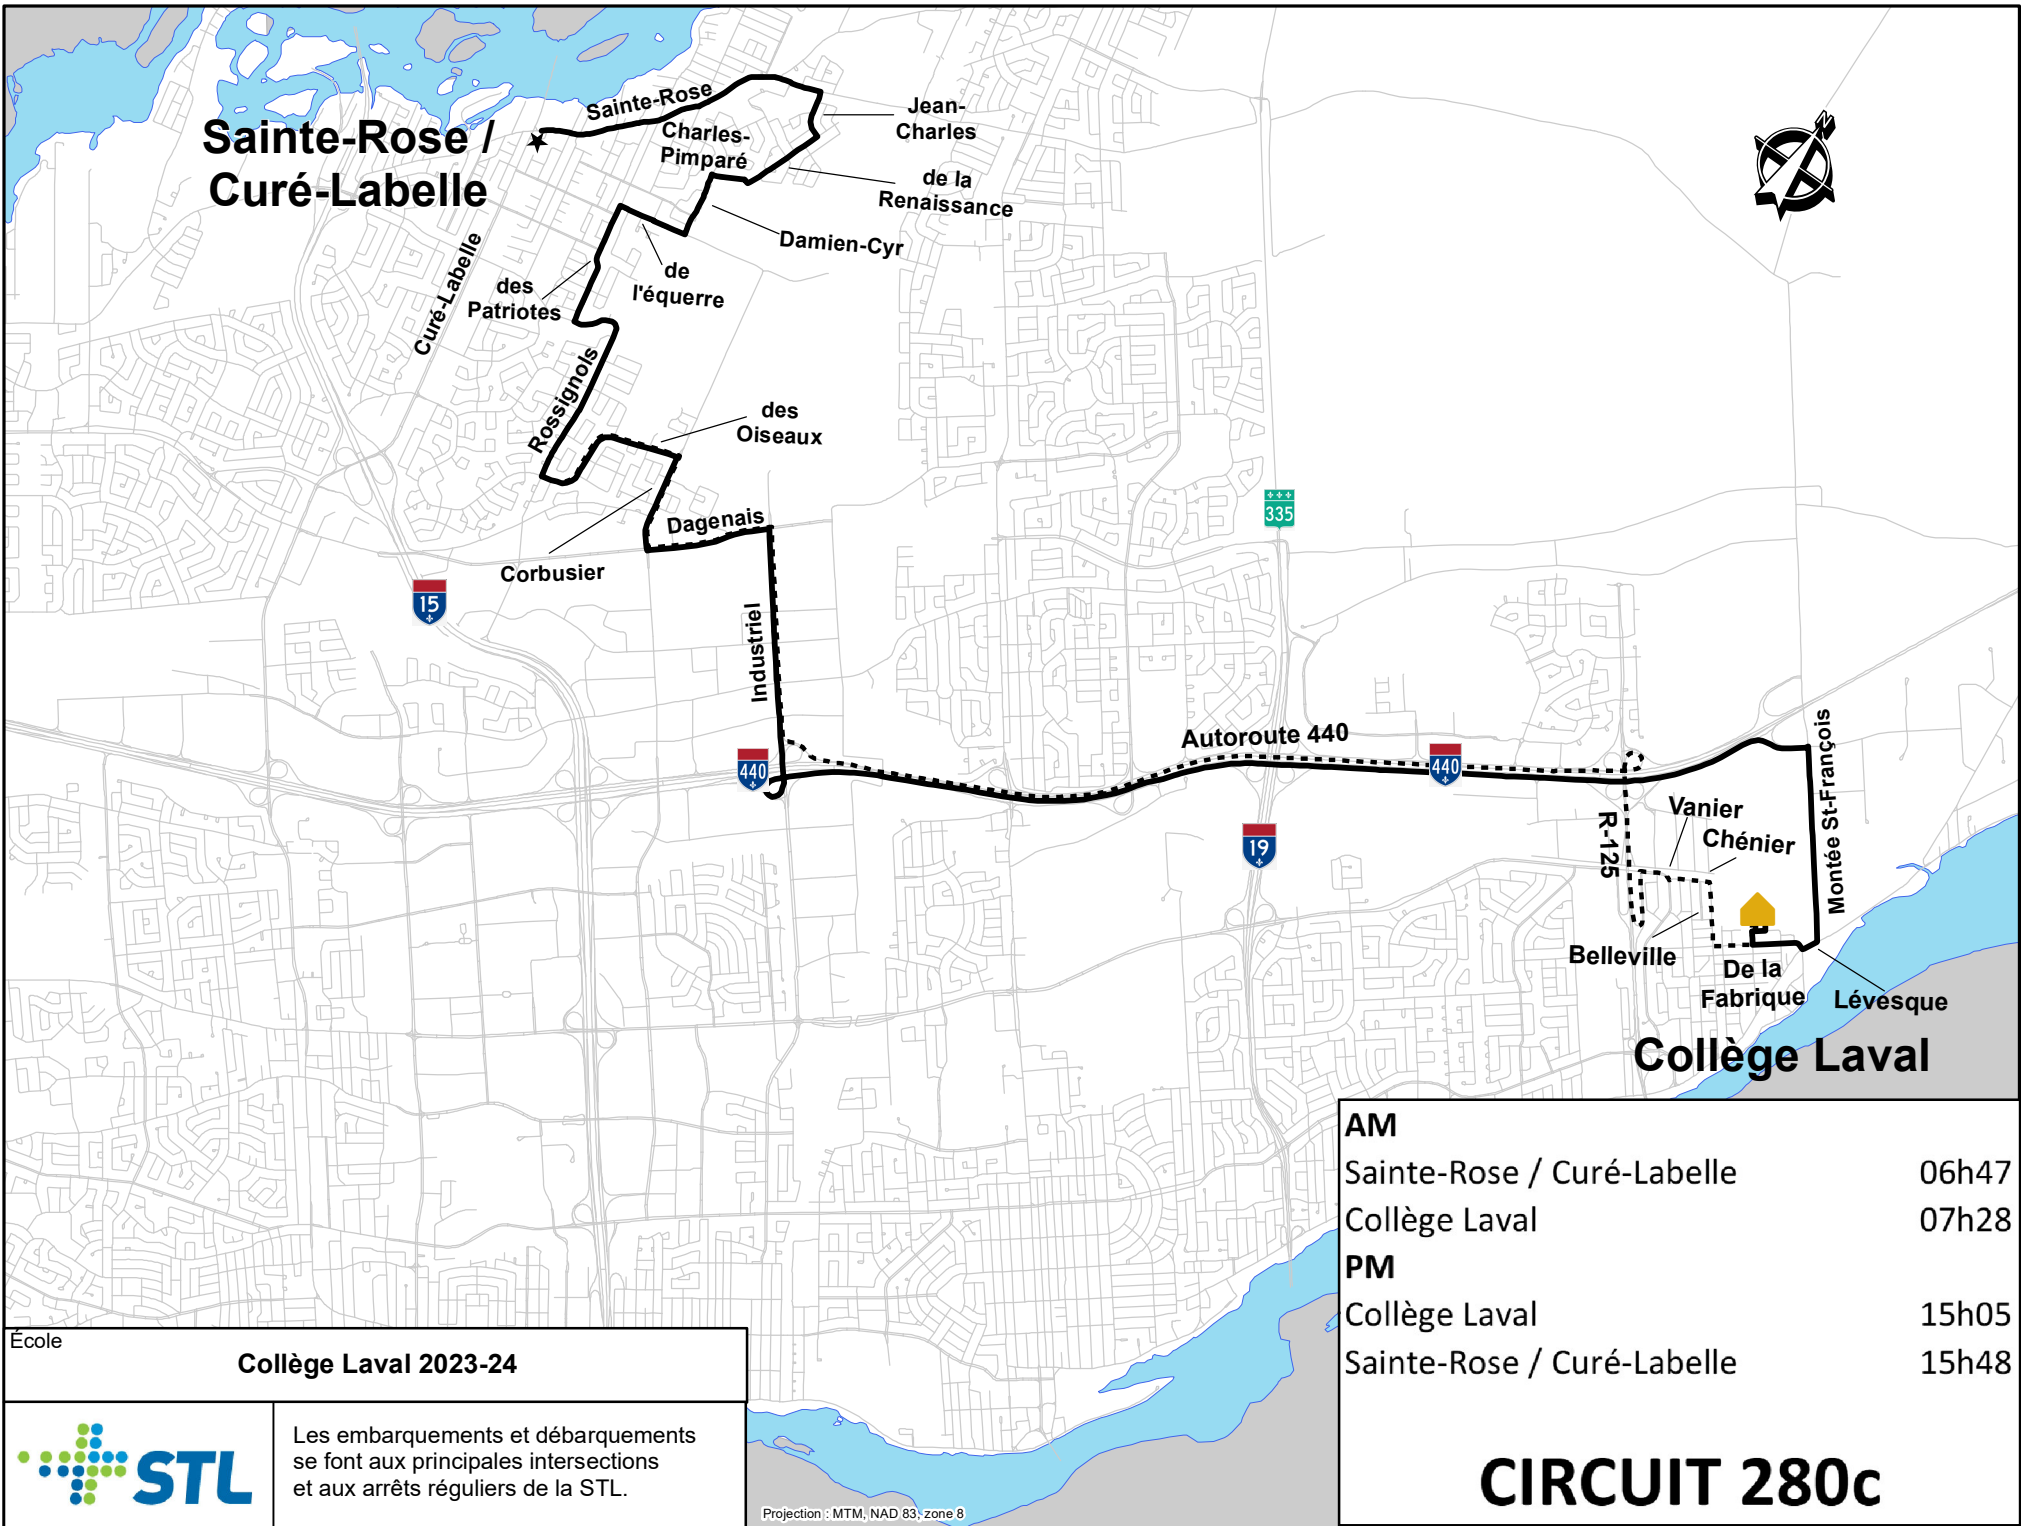 Sainte-Rose /
Curé-Labelle
Sainte-Rose
Charles-
Pimparé
Jean-
Charles
de la
Renaissance
Damien-Cyr
de
l'équerre
des
Patriotes
Curé-Labelle
Rossignols
des
Oiseaux
Dagenais
Corbusier
Industriel
15
335
440
Autoroute 440
440
19
R-125
Vanier
Chénier
Montée St-François
Belleville
De la
Fabrique
Lévesque
Collège Laval
N
AM
Sainte-Rose / Curé-Labelle 06h47
Collège Laval 07h28
PM
Collège Laval 15h05
Sainte-Rose / Curé-Labelle 15h48
CIRCUIT 280c
École
Collège Laval 2023-24
STL
Les embarquements et débarquements
se font aux principales intersections
et aux arrêts réguliers de la STL.
Projection : MTM, NAD 83, zone 8